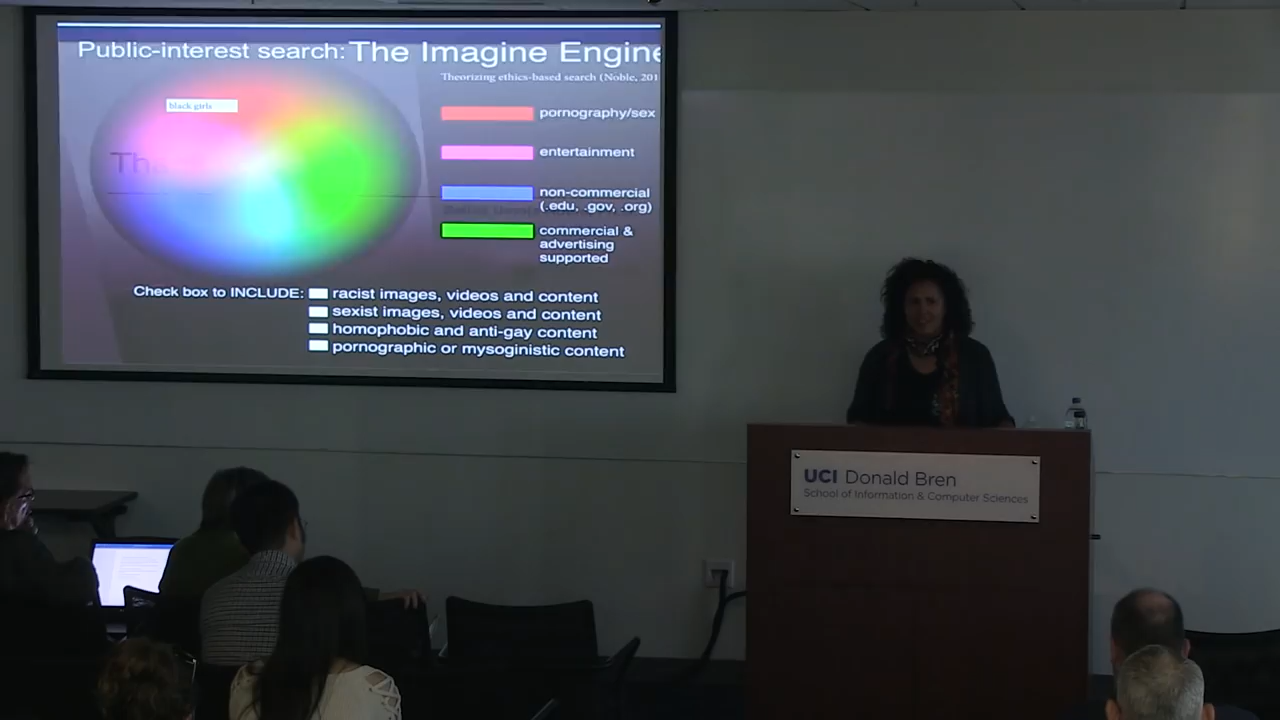 Public-interest search: The Imagine Engine
Theorizing ethics-based search (Noble, 201
black girls
pornography/sex
entertainment
non-commercial
(.edu, .gov, .org)
commercial &
advertising
supported
Check box to INCLUDE:
racist images, videos and content
sexist images, videos and content
homophobic and anti-gay content
pornographic or mysoginistic content
UCI Donald Bren
School of Information & Computer Sciences